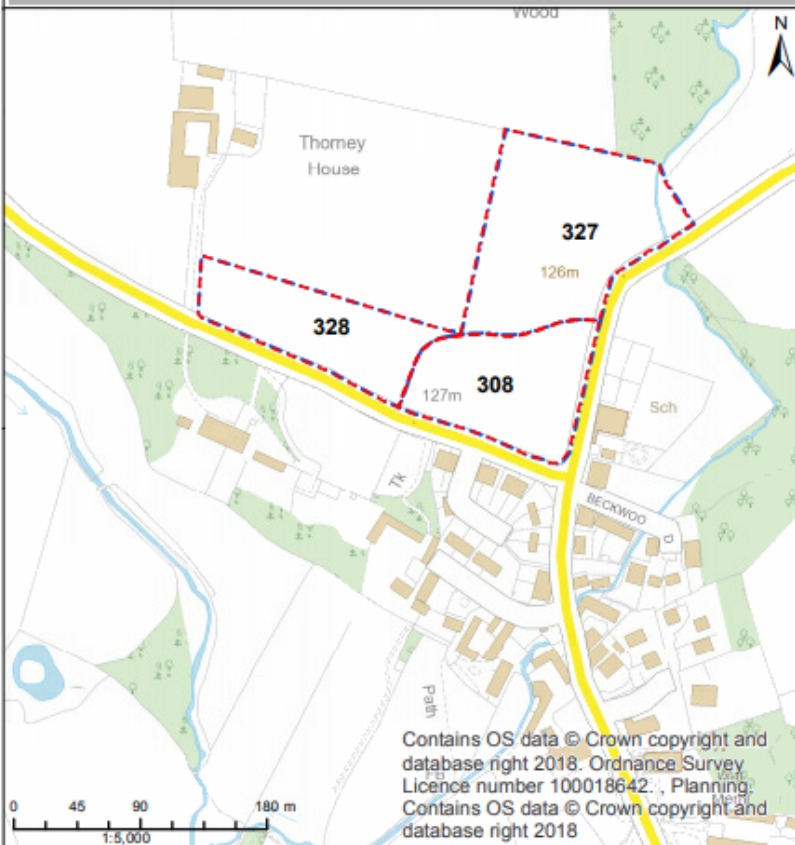 Wood
N
Thorney
House
327
126m
328
127m
308
Sch
Tk
BECKWOO
D
Path
Contains OS data © Crown copyright and
database right 2018. Ordnance Survey
Licence number 100018642. , Planning.
Contains OS data © Crown copyright and
database right 2018
0 45 90 180 m
1:5,000